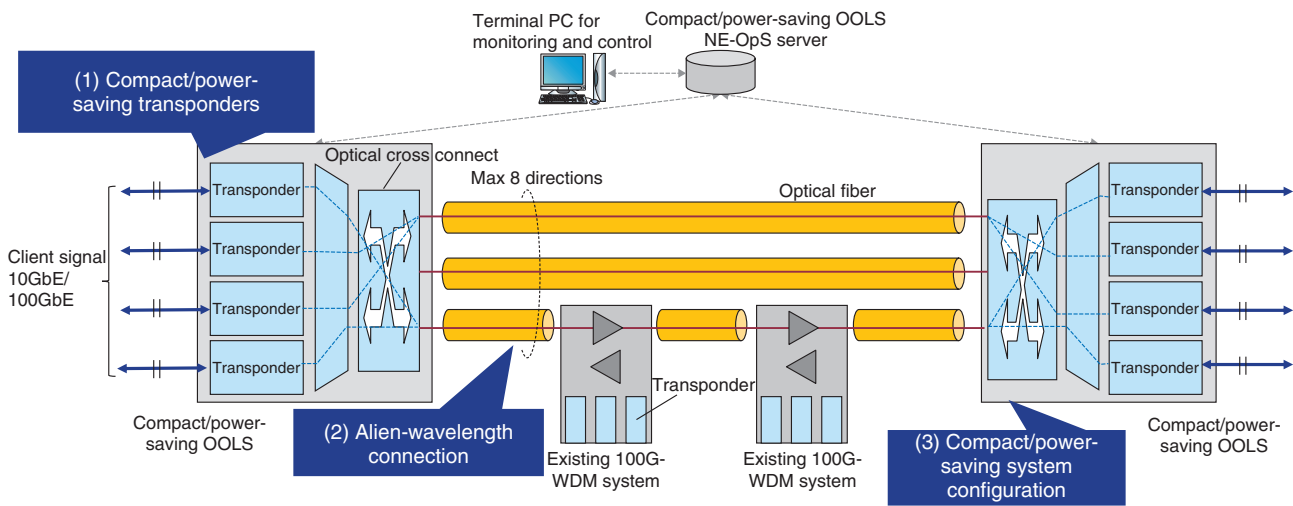 Terminal PC for
monitoring and control
Compact/power-saving OOLS
NE-OpS server
(1) Compact/power-
saving transponders
Optical cross connect
Max 8 directions
Optical fiber
Transponder
Transponder
Transponder
Transponder
Client signal
10GbE/
100GbE
Transponder
Transponder
Transponder
Transponder
Transponder
Compact/power-
saving OOLS
(2) Alien-wavelength
connection
Existing 100G-
WDM system
Existing 100G-
WDM system
(3) Compact/power-
saving system
configuration
Compact/power-
saving OOLS